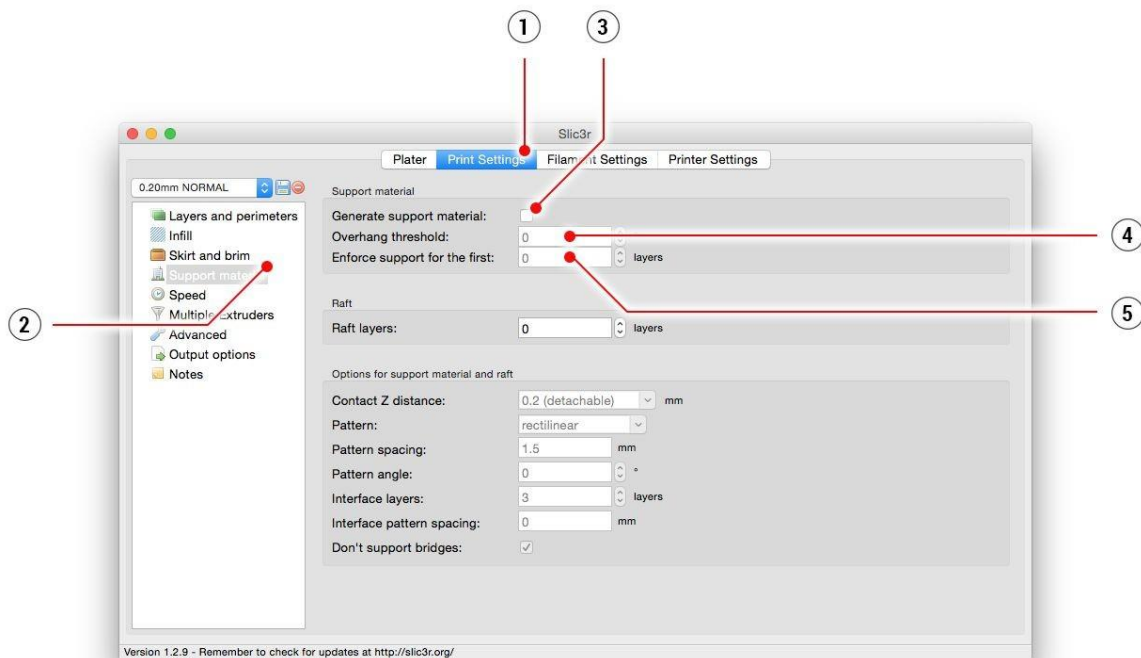 1 3
Slic3r
Plater Print Settings Filament Settings Printer Settings
0.20mm NORMAL
Layers and perimeters
Infill
Skirt and brim
Support material
Speed
Multiple Extruders
Advanced
Output options
Notes
2
Support material
Generate support material:
Overhang threshold: 0
4
Enforce support for the first: 0 layers
5
Raft
Raft layers: 0 layers
Options for support material and raft
Contact Z distance: 0.2 (detachable) mm
Pattern: rectilinear
Pattern spacing: 1.5 mm
Pattern angle: 0 °
Interface layers: 3 layers
Interface pattern spacing: 0 mm
Don't support bridges:
Version 1.2.9 - Remember to check for updates at http://slic3r.org/